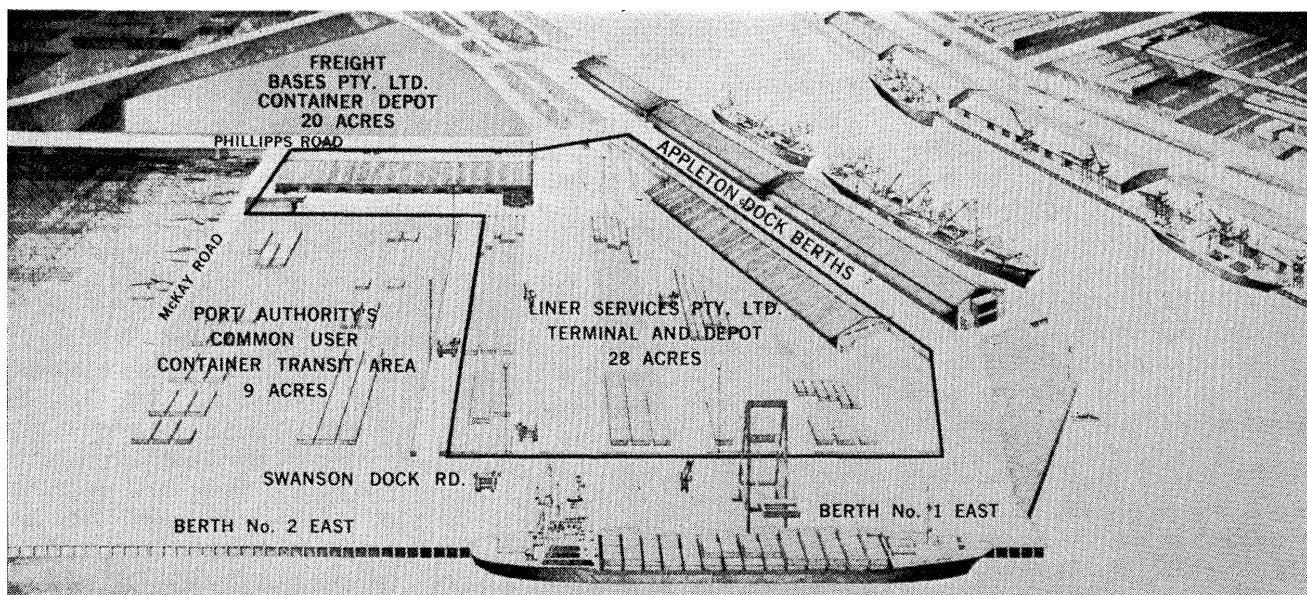 FREIGHT
BASES PTY. LTD.
CONTAINER DEPOT
20 ACRES
PHILLIPPS ROAD
APPLETON DOCK BERTHS
McKAY ROAD
PORT AUTHORITY'S
COMMON USER
CONTAINER TRANSIT AREA
9 ACRES
LINER SERVICES PTY. LTD.
TERMINAL AND DEPOT
28 ACRES
SWANSON DOCK RD.
BERTH No. 2 EAST
BERTH No. 1 EAST